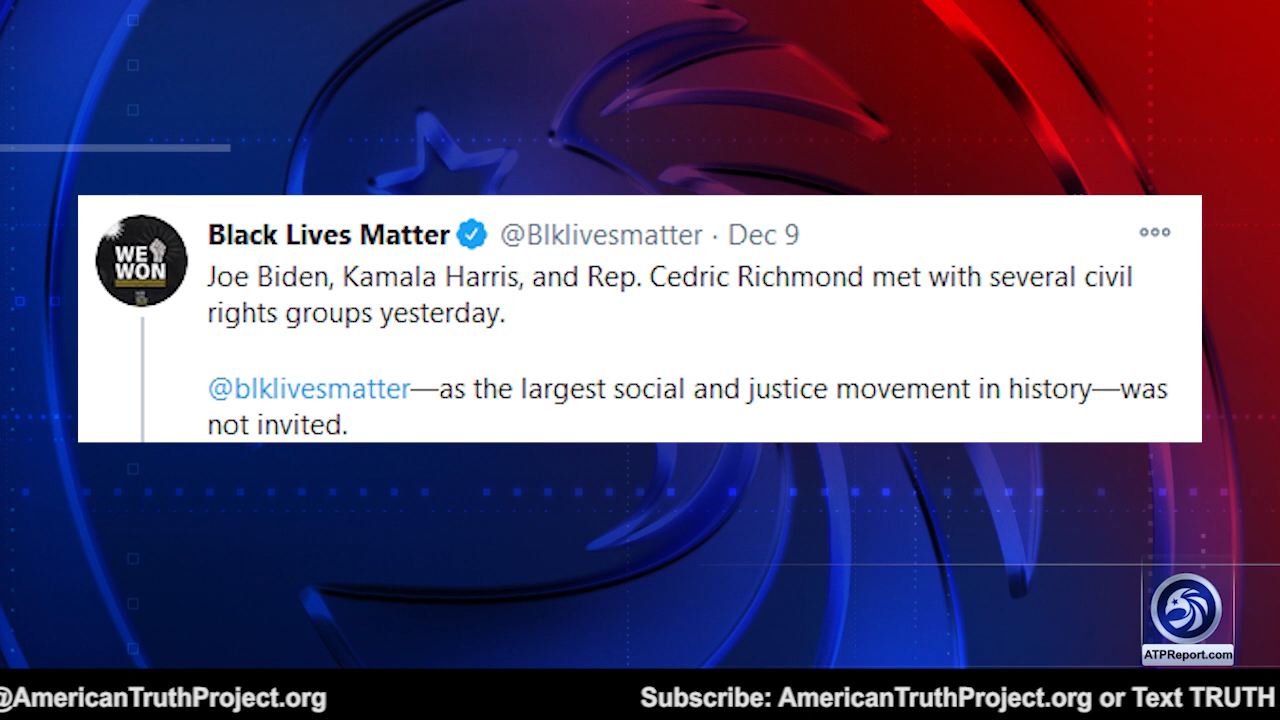 WE
WON
Black Lives Matter @Blklivesmatter · Dec 9
Joe Biden, Kamala Harris, and Rep. Cedric Richmond met with several civil
rights groups yesterday.
@blklivesmatter—as the largest social and justice movement in history—was
not invited.
ATPReport.com
@AmericanTruthProject.org
Subscribe: AmericanTruthProject.org or Text TRUTH